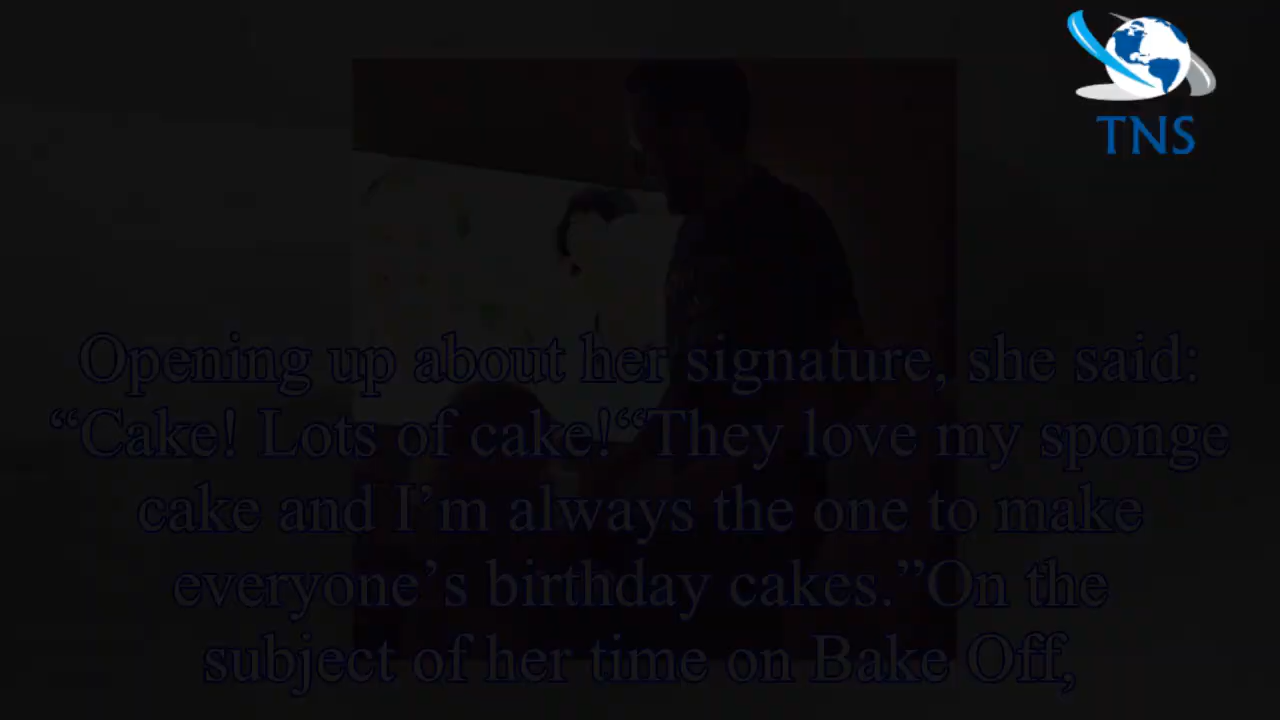 TNS
Opening up about her signature, she said:
“Cake! Lots of cake!“They love my sponge
cake and I’m always the one to make
everyone’s birthday cakes.”On the
subject of her time on Bake Off,